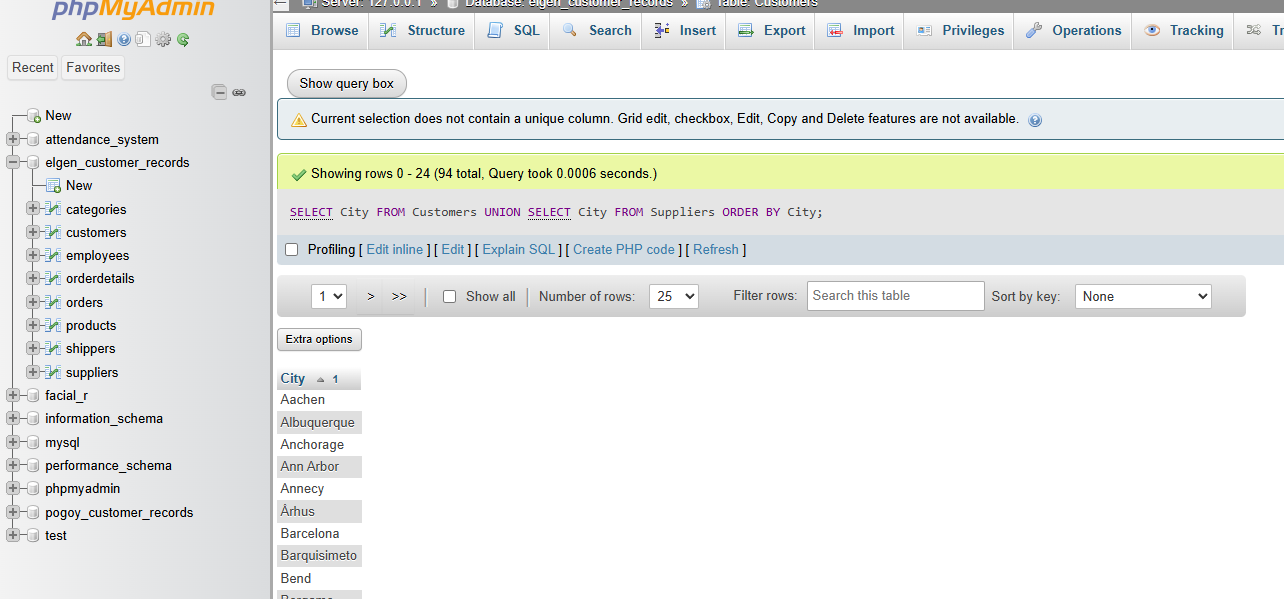 phpMyAdmin
Recent Favorites
New
attendance_system
elgen_customer_records
New
categories
customers
employees
orderdetails
orders
products
shippers
suppliers
facial_r
information_schema
mysql
performance_schema
phpmyadmin
pogoy_customer_records
test
Server: 127.0.0.1 » Database: elgen_customer_records » Table: Customers
Browse Structure SQL Search Insert Export Import Privileges Operations Tracking Tr
Show query box
Current selection does not contain a unique column. Grid edit, checkbox, Edit, Copy and Delete features are not available.
Showing rows 0 - 24 (94 total, Query took 0.0006 seconds.)
SELECT City FROM Customers UNION SELECT City FROM Suppliers ORDER BY City;
Profiling [ Edit inline ] [ Edit ] [ Explain SQL ] [ Create PHP code ] [ Refresh ]
1 > >> | Show all | Number of rows: 25 Filter rows: Search this table Sort by key: None
Extra options
City 1
Aachen
Albuquerque
Anchorage
Ann Arbor
Annecy
Århus
Barcelona
Barquisimeto
Bend